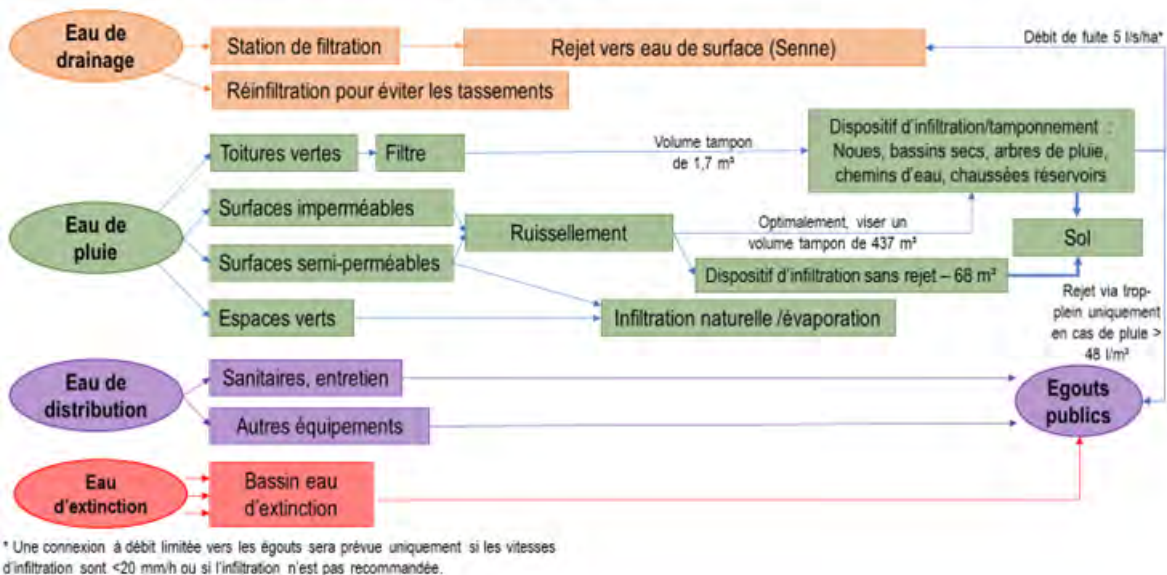 Eau de
drainage
Station de filtration
Rejet vers eau de surface (Senne)
Débit de fuite 5 l/s/ha*
Réinfiltration pour éviter les tassements
Eau de
pluie
Toitures vertes
Filtre
Volume tampon
de 1,7 m³
Dispositif d'infiltration/tamponnement :
Noues, bassins secs, arbres de pluie,
chemins d'eau, chaussées réservoirs
Surfaces imperméables
Surfaces semi-perméables
Ruissellement
Optimalement, viser un
volume tampon de 437 m³
Sol
Dispositif d'infiltration sans rejet – 68 m³
Espaces verts
Infiltration naturelle /évaporation
Rejet via trop-
plein uniquement
en cas de pluie >
48 l/m²
Eau de
distribution
Sanitaires, entretien
Autres équipements
Egouts
publics
Eau
d'extinction
Bassin eau
d'extinction
* Une connexion à débit limitée vers les égouts sera prévue uniquement si les vitesses
d'infiltration sont <20 mm/h ou si l'infiltration n'est pas recommandée.